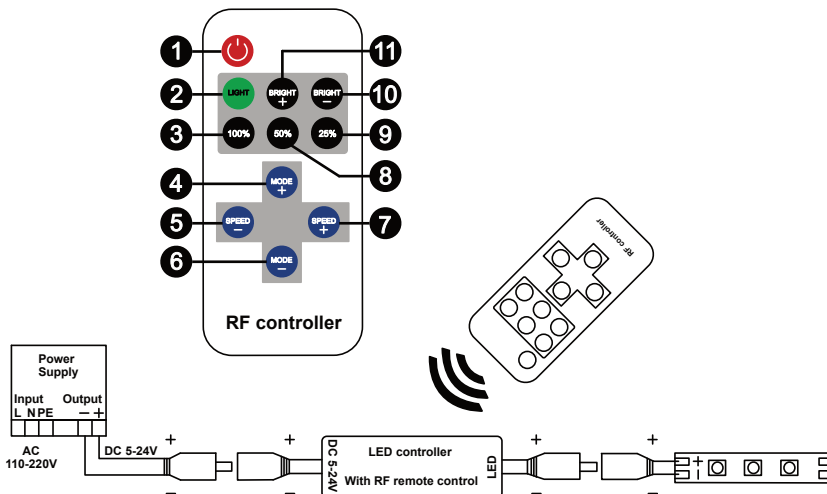 1
11
2
LIGHT
BRIGHT
+
BRIGHT
−
10
3
100%
50%
25%
9
8
4
MODE
+
5
SPEED
−
SPEED
+
7
6
MODE
−
RF controller
RF controller
Power
Supply
Input
Output
L N PE
− +
AC
110-220V
DC 5-24V
+
−
+
−
DC 5-24V
LED controller
With RF remote control
LED
+
−
+
−
+
−